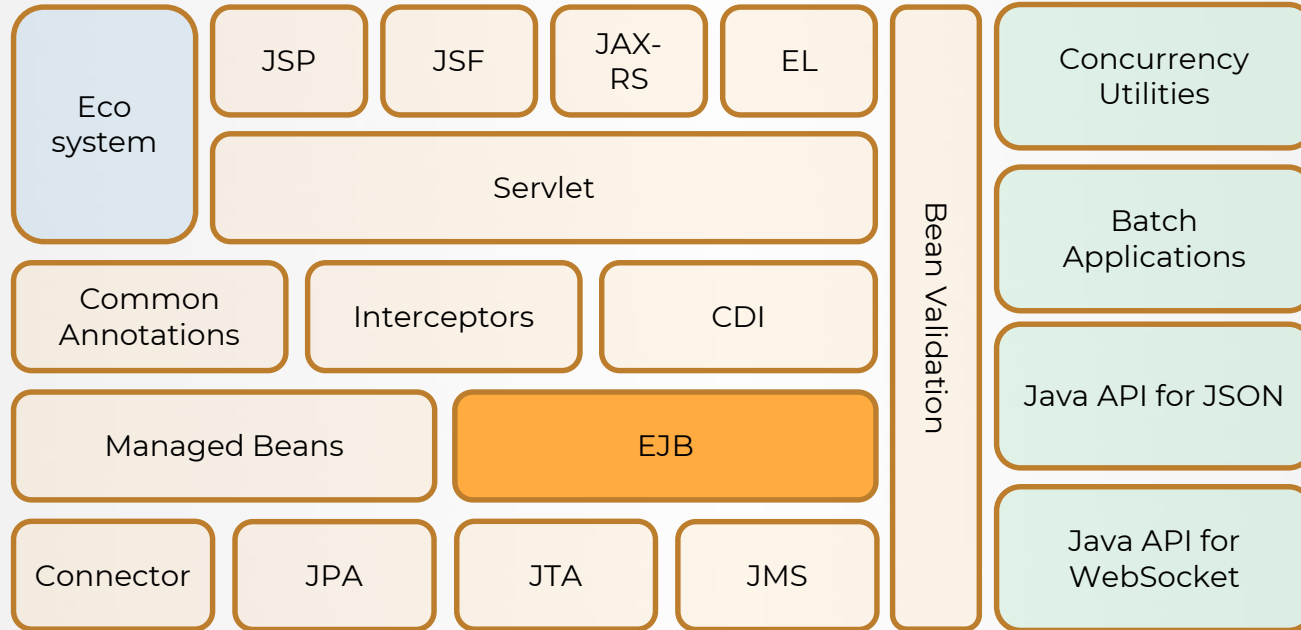 Eco
system
JSP
JSF
JAX-
RS
EL
Servlet
Common
Annotations
Interceptors
CDI
Managed Beans
EJB
Connector
JPA
JTA
JMS
Bean Validation
Concurrency
Utilities
Batch
Applications
Java API for JSON
Java API for
WebSocket